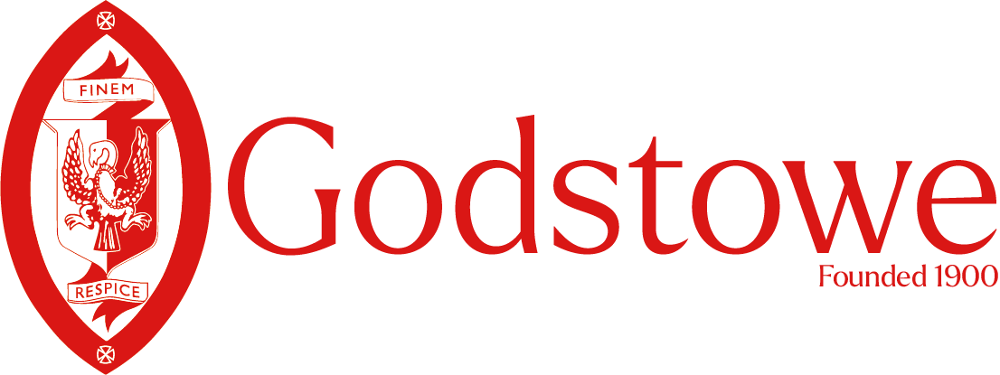 FINEM
RESPICE
Godstowe
Founded 1900